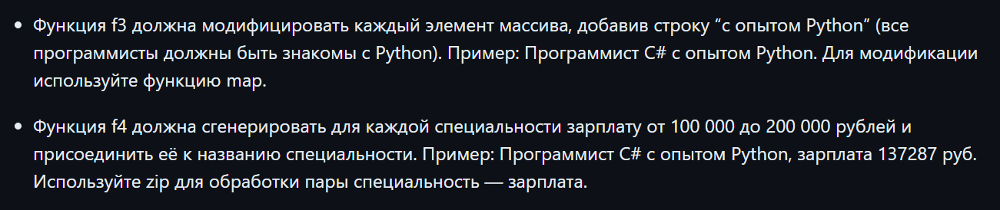 Функция f3 должна модифицировать каждый элемент массива, добавив строку “с опытом Python” (все
программисты должны быть знакомы с Python). Пример: Программист C# с опытом Python. Для модификации
используйте функцию map.
Функция f4 должна сгенерировать для каждой специальности зарплату от 100 000 до 200 000 рублей и
присоединить её к названию специальности. Пример: Программист C# с опытом Python, зарплата 137287 руб.
Используйте zip для обработки пары специальность — зарплата.